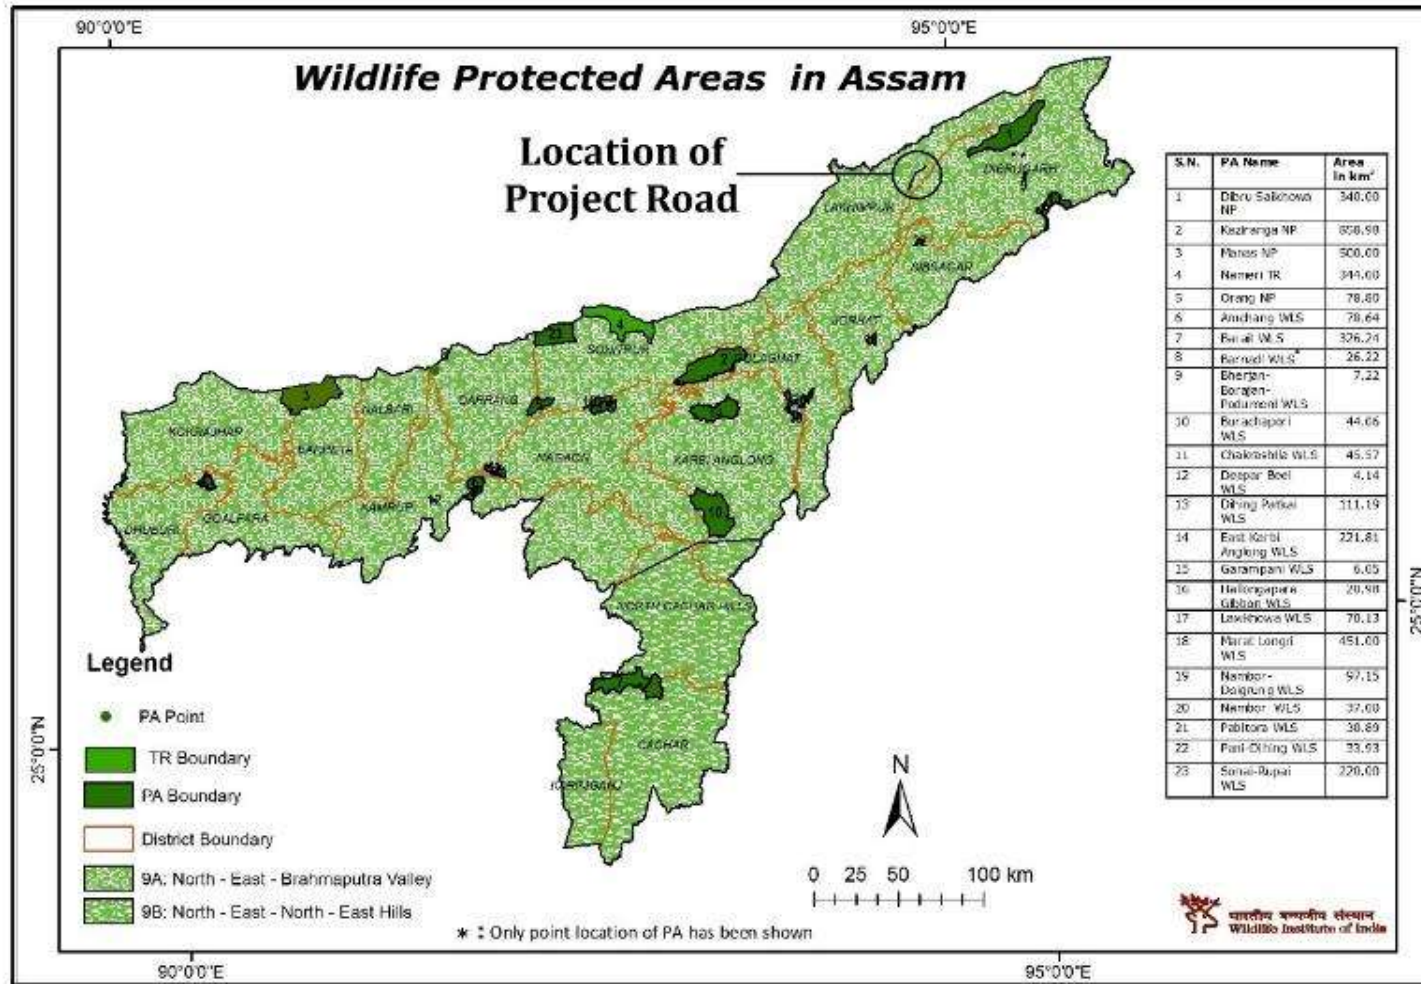 90°0'0"E
95°0'0"E
Wildlife Protected Areas in Assam
Location of
Project Road
DIBRUGARH
LAKHIMPUR
SIBSAGAR
JORHAT
SONITPUR
GOLAGHAT
DARRANG
NALBARI
KOKRAJHAR
BARPETA
NAGAON
KARBI ANGLONG
KAMRUP
GOALPARA
DHUBURI
NORTH CACHAR HILLS
CACHAR
KARIMGANJ
1
2
3
4
23
18
12
S.N. PA Name Area in km²
1 Dibru Saikhowa NP 340.00
2 Kaziranga NP 858.98
3 Manas NP 500.00
4 Nameri TR 344.00
5 Orang NP 78.80
6 Amchang WLS 78.64
7 Barail WLS 326.24
8 Barnadi WLS* 26.22
9 Bherjan-Borajan-Podumoni WLS 7.22
10 Burachapori WLS 44.06
11 Chakrashila WLS 45.57
12 Deepar Beel WLS 4.14
13 Dihing Patkai WLS 111.19
14 East Karbi Anglong WLS 221.81
15 Garampani WLS 6.05
16 Hollongapara Gibbon WLS 20.98
17 Lawkhowa WLS 70.13
18 Marat Longri WLS 451.00
19 Nambor-Doigrung WLS 97.15
20 Nambor WLS 37.00
21 Pabitora WLS 38.89
22 Pani-Dihing WLS 33.93
23 Sonai-Rupai WLS 220.00
Legend
PA Point
TR Boundary
PA Boundary
District Boundary
9A: North - East - Brahmaputra Valley
9B: North - East - North - East Hills
* : Only point location of PA has been shown
N
0 25 50 100 km
25°0'0"N
25°0'0"N
भारतीय वन्यजीव संस्थान
Wildlife Institute of India
90°0'0"E
95°0'0"E